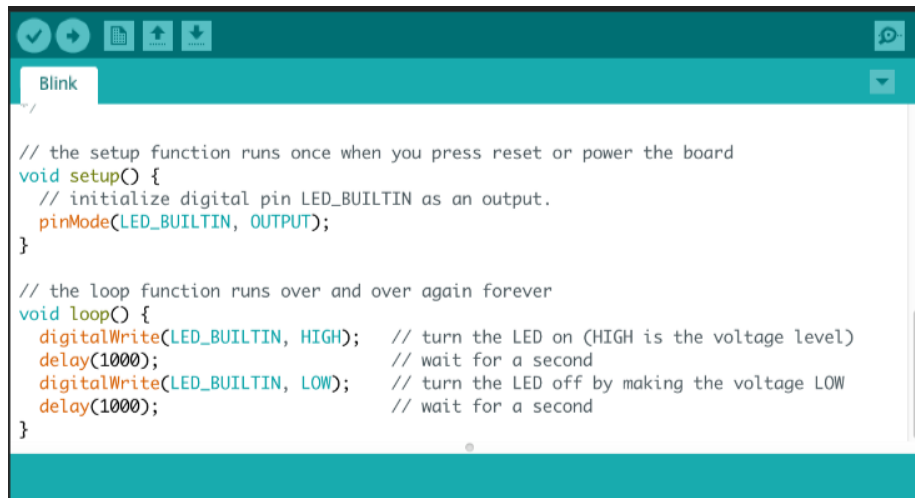 Blink
*/
// the setup function runs once when you press reset or power the board
void setup() {
  // initialize digital pin LED_BUILTIN as an output.
  pinMode(LED_BUILTIN, OUTPUT);
}
// the loop function runs over and over again forever
void loop() {
  digitalWrite(LED_BUILTIN, HIGH);   // turn the LED on (HIGH is the voltage level)
  delay(1000);                       // wait for a second
  digitalWrite(LED_BUILTIN, LOW);    // turn the LED off by making the voltage LOW
  delay(1000);                       // wait for a second
}